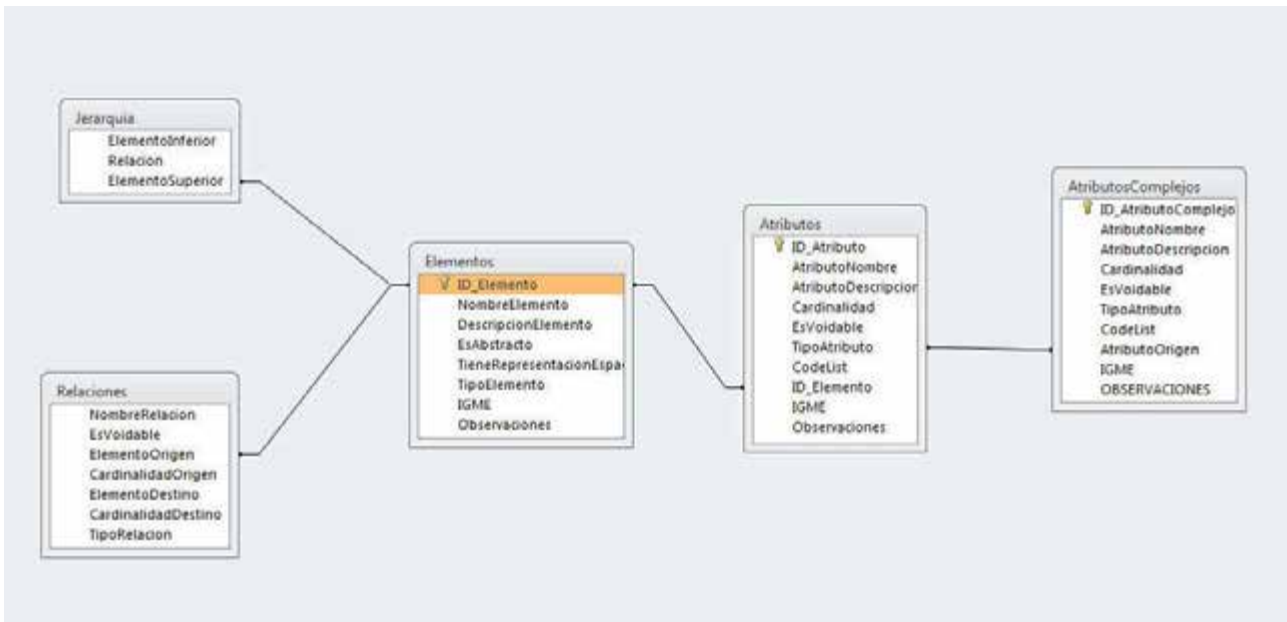 Jerarquia
ElementoInferior
Relacion
ElementoSuperior
Relaciones
NombreRelacion
EsVoidable
ElementoOrigen
CardinalidadOrigen
ElementoDestino
CardinalidadDestino
TipoRelacion
Elementos
ID_Elemento
NombreElemento
DescripcionElemento
EsAbstracto
TieneRepresentacionEspa
TipoElemento
IGME
Observaciones
Atributos
ID_Atributo
AtributoNombre
AtributoDescripcior
Cardinalidad
EsVoidable
TipoAtributo
CodeList
ID_Elemento
IGME
Observaciones
AtributosComplejos
ID_AtributoComplejo
AtributoNombre
AtributoDescripcion
Cardinalidad
EsVoidable
TipoAtributo
CodeList
AtributoOrigen
IGME
OBSERVACIONES